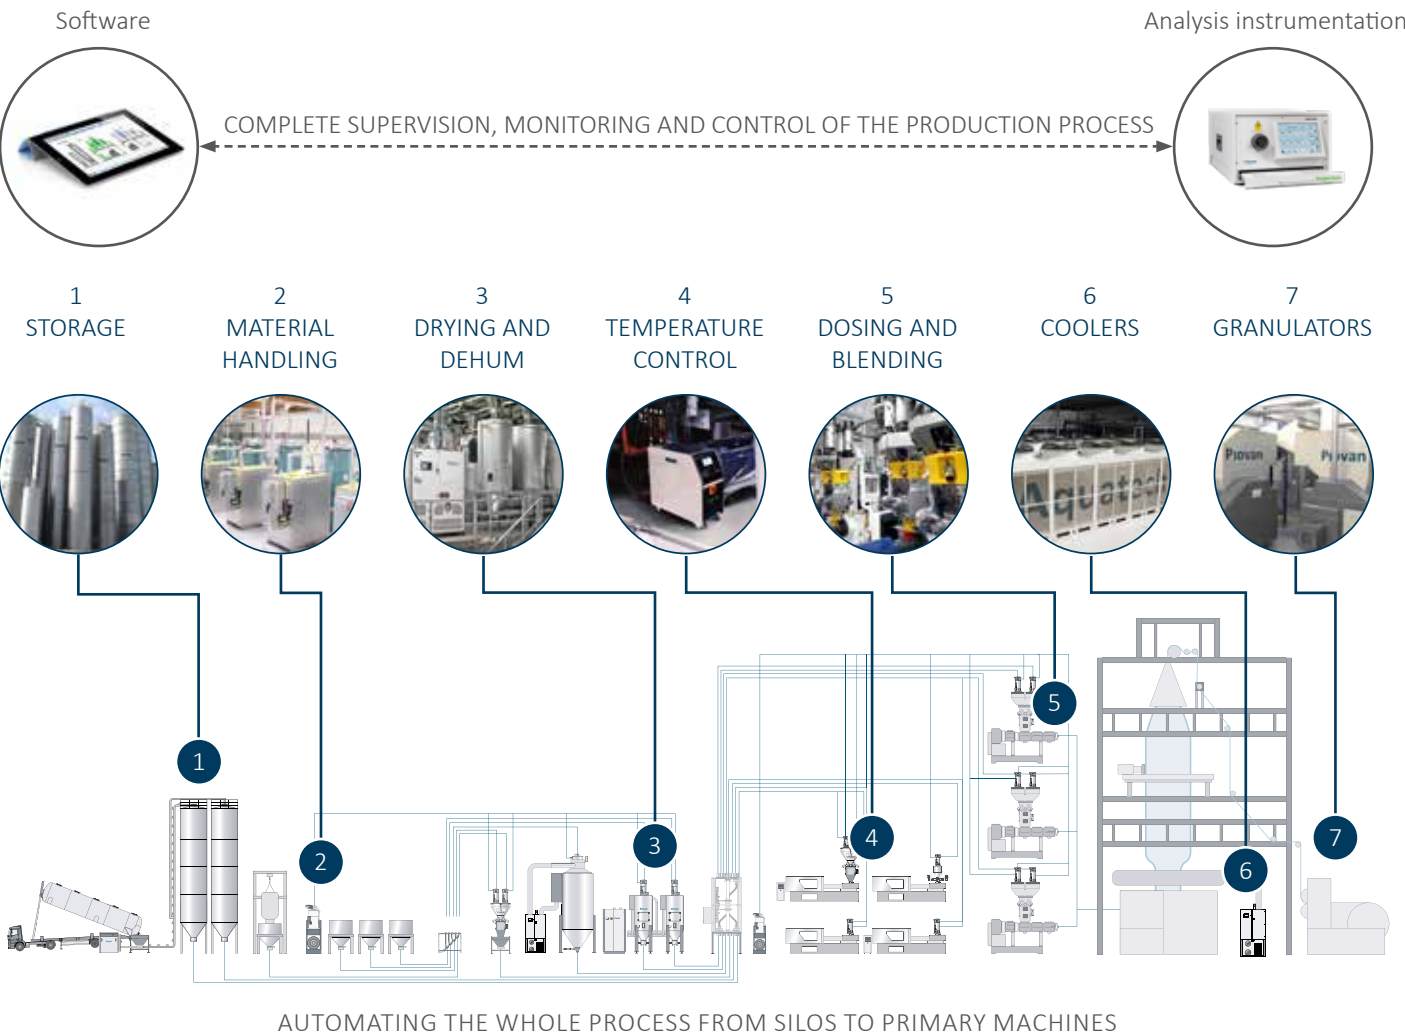 Software
Analysis instrumentation
COMPLETE SUPERVISION, MONITORING AND CONTROL OF THE PRODUCTION PROCESS
1
STORAGE
2
MATERIAL
HANDLING
3
DRYING AND
DEHUM
4
TEMPERATURE
CONTROL
5
DOSING AND
BLENDING
6
COOLERS
7
GRANULATORS
Aquatech
Piovan
Piovan
1
2
3
4
5
6
7
AUTOMATING THE WHOLE PROCESS FROM SILOS TO PRIMARY MACHINES